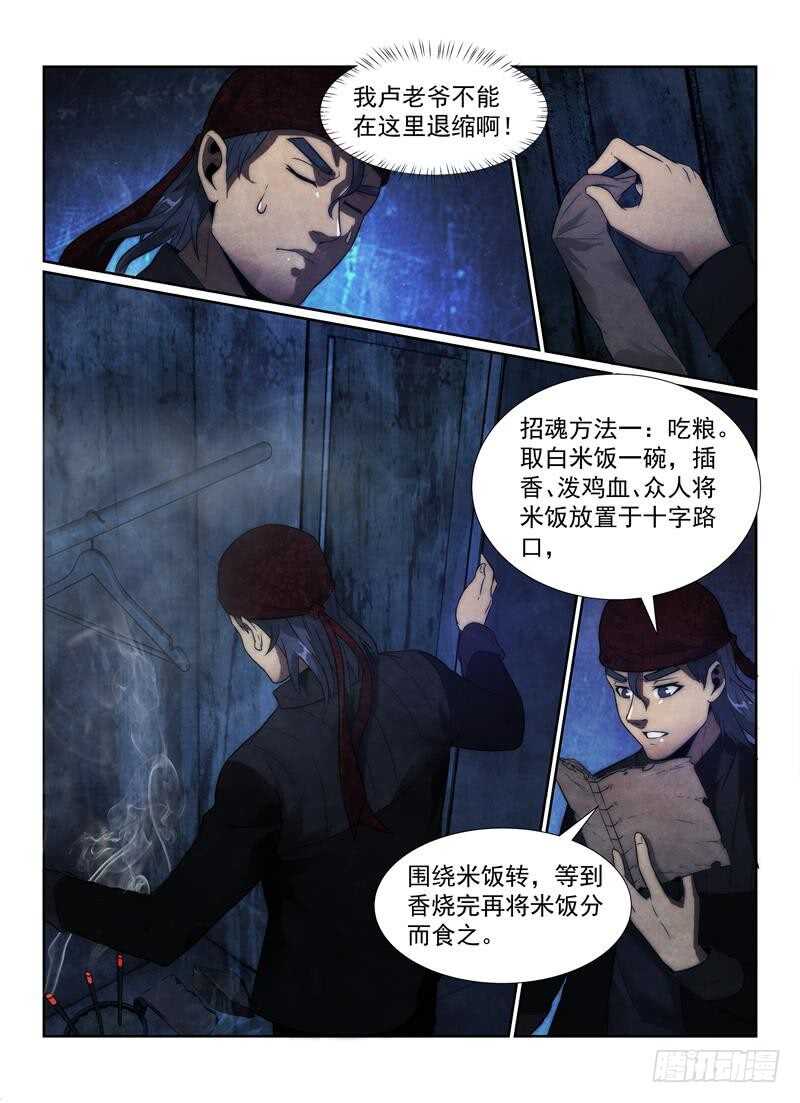 我卢老爷不能
在这里退缩啊！
招魂方法一：吃粮。
取白米饭一碗，插
香、泼鸡血、众人将
米饭放置于十字路
口，
围绕米饭转，等到
香烧完再将米饭分
而食之。
腾讯动漫